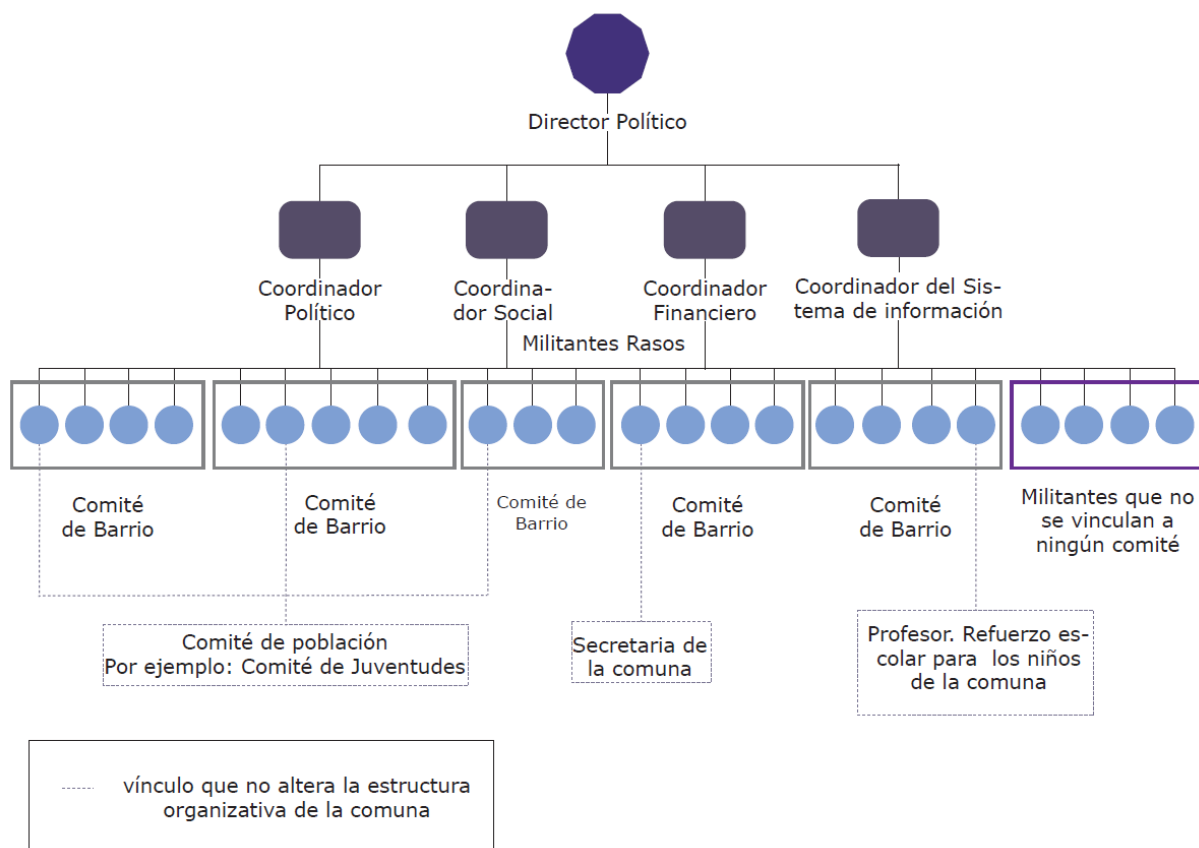 Director Político
Coordinador
Político
Coordina-
dor Social
Coordinador
Financiero
Coordinador del Sis-
tema de información
Militantes Rasos
Comité
de Barrio
Comité
de Barrio
Comité de
Barrio
Comité
de Barrio
Comité
de Barrio
Militantes que no
se vinculan a
ningún comité
Comité de población
Por ejemplo: Comité de Juventudes
Secretaria de
la comuna
Profesor. Refuerzo es-
colar para los niños
de la comuna
vínculo que no altera la estructura
organizativa de la comuna